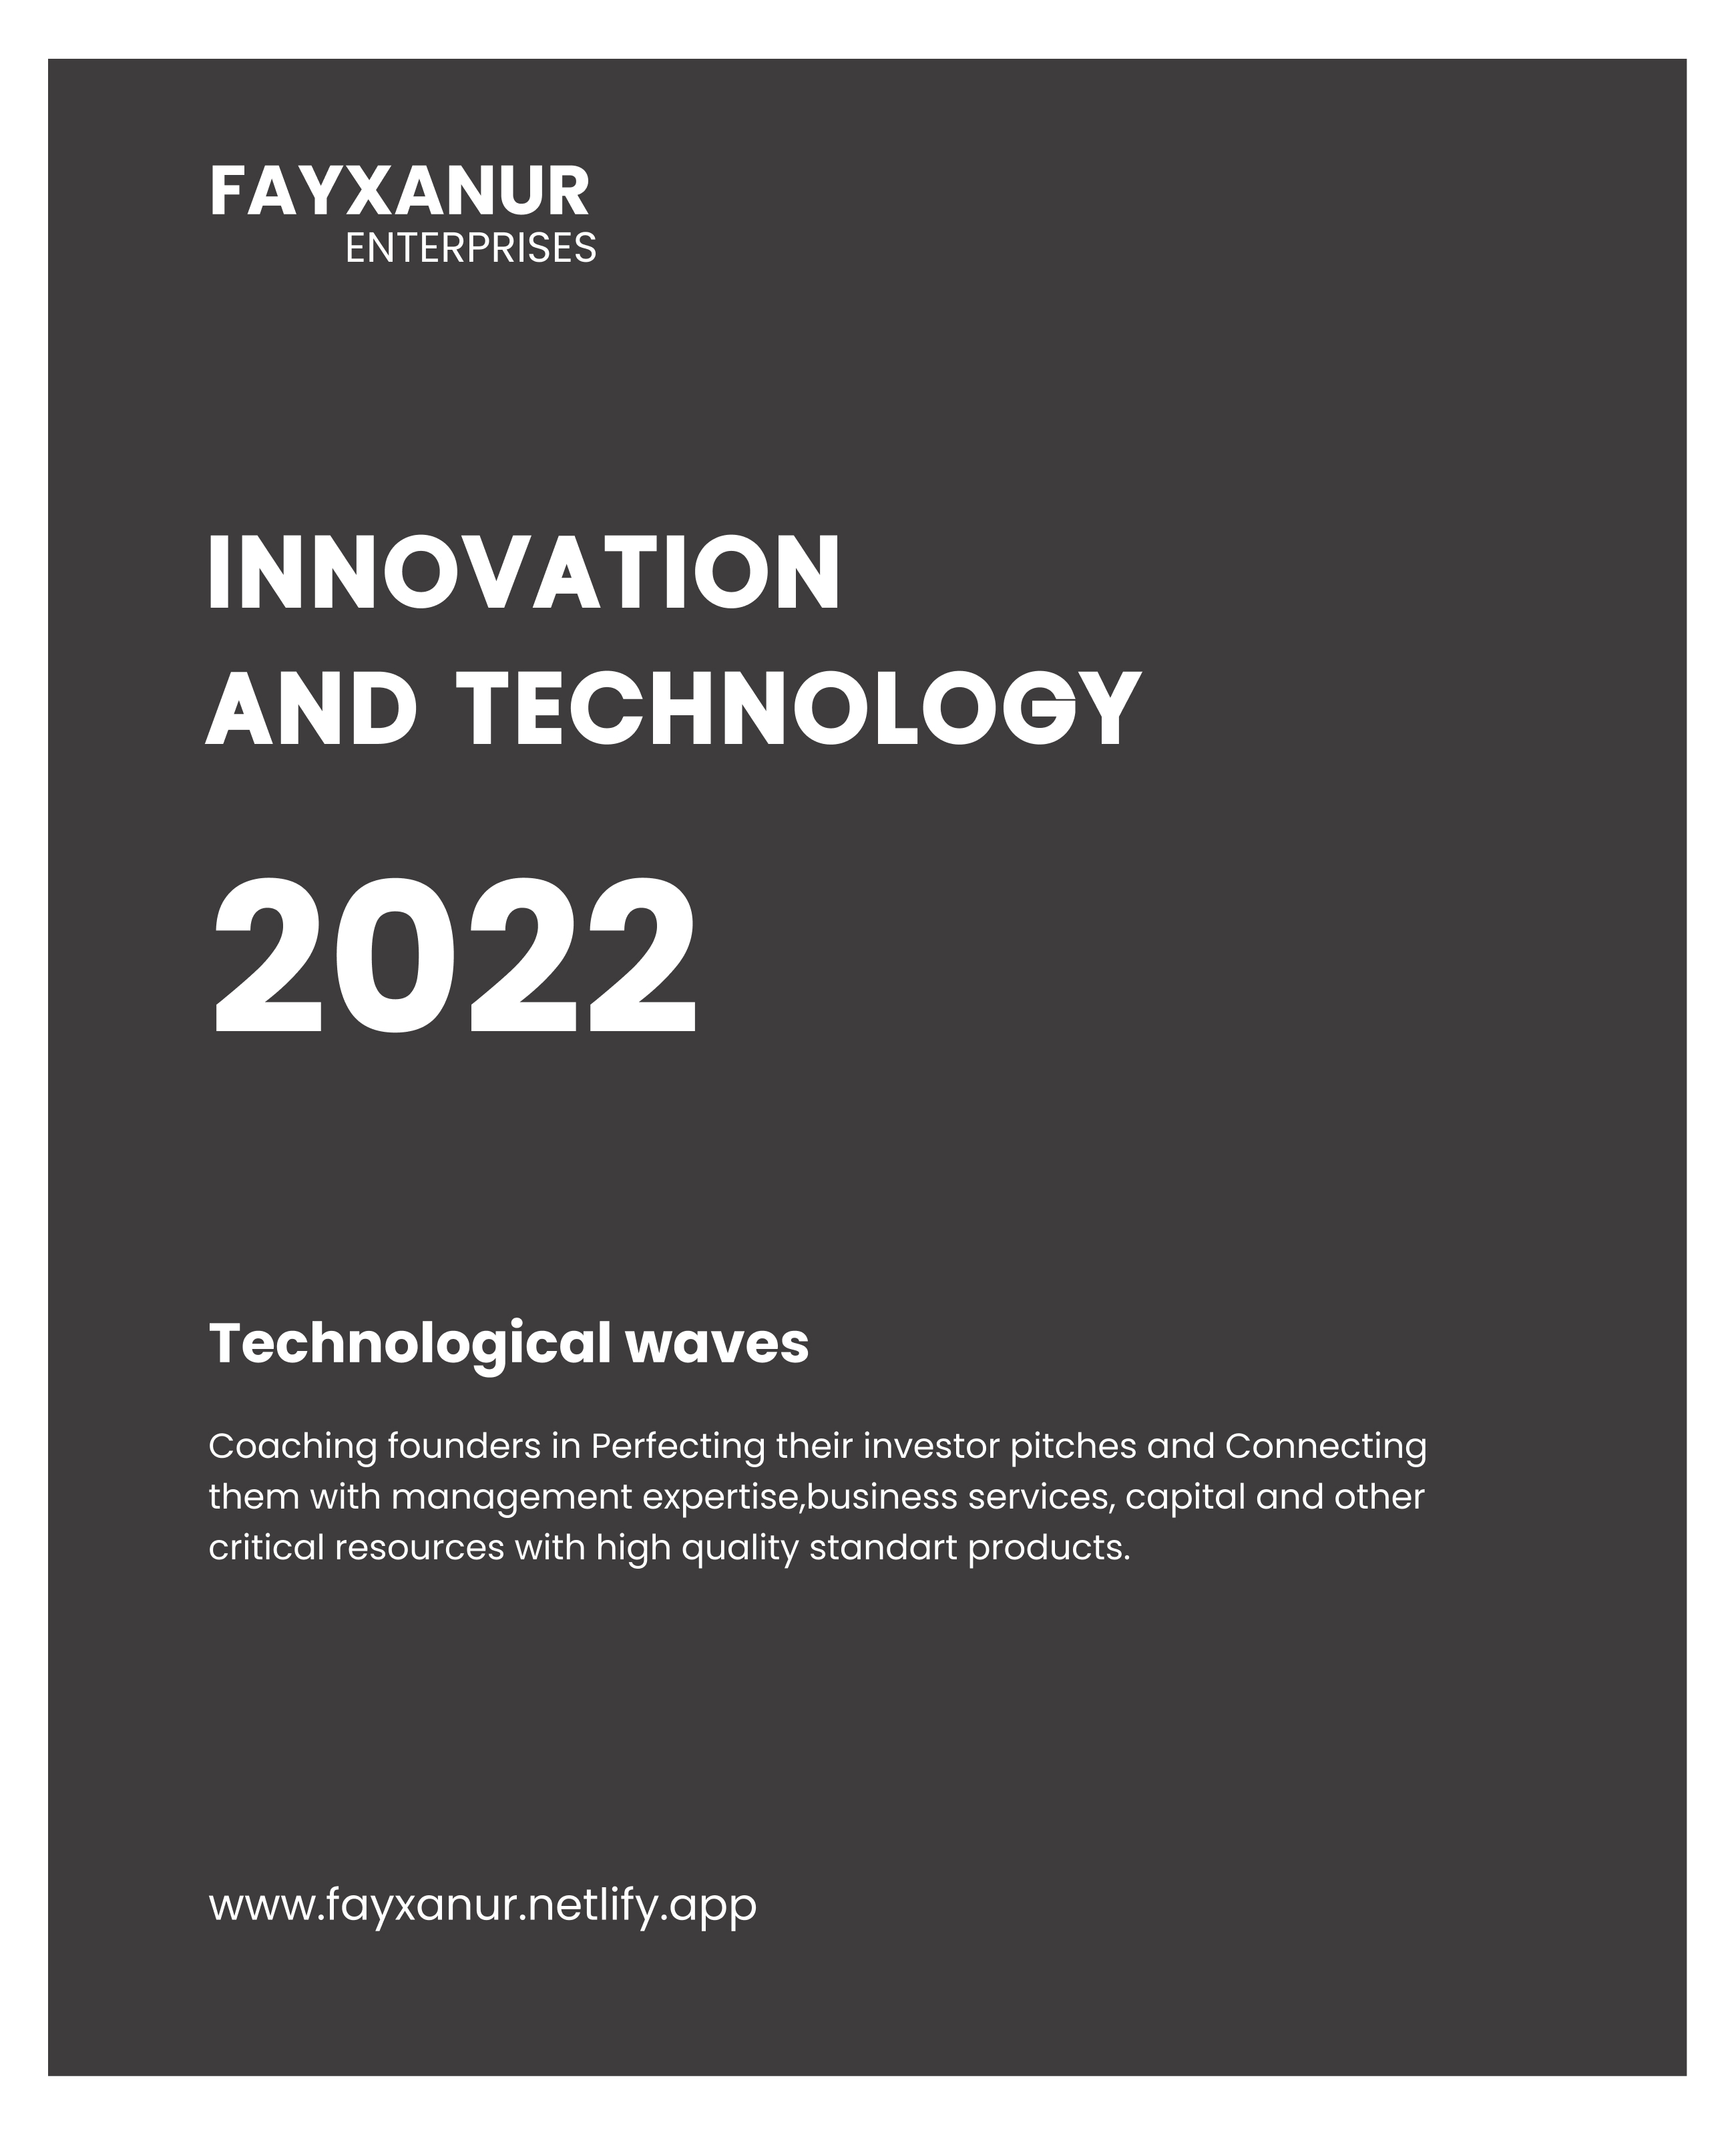 FAYXANUR
ENTERPRISES
INNOVATION
AND TECHNOLOGY
2022
Technological waves
Coaching founders in Perfecting their investor pitches and Connecting
them with management expertise,business services, capital and other
critical resources with high quality standart products.
www.fayxanur.netlify.app